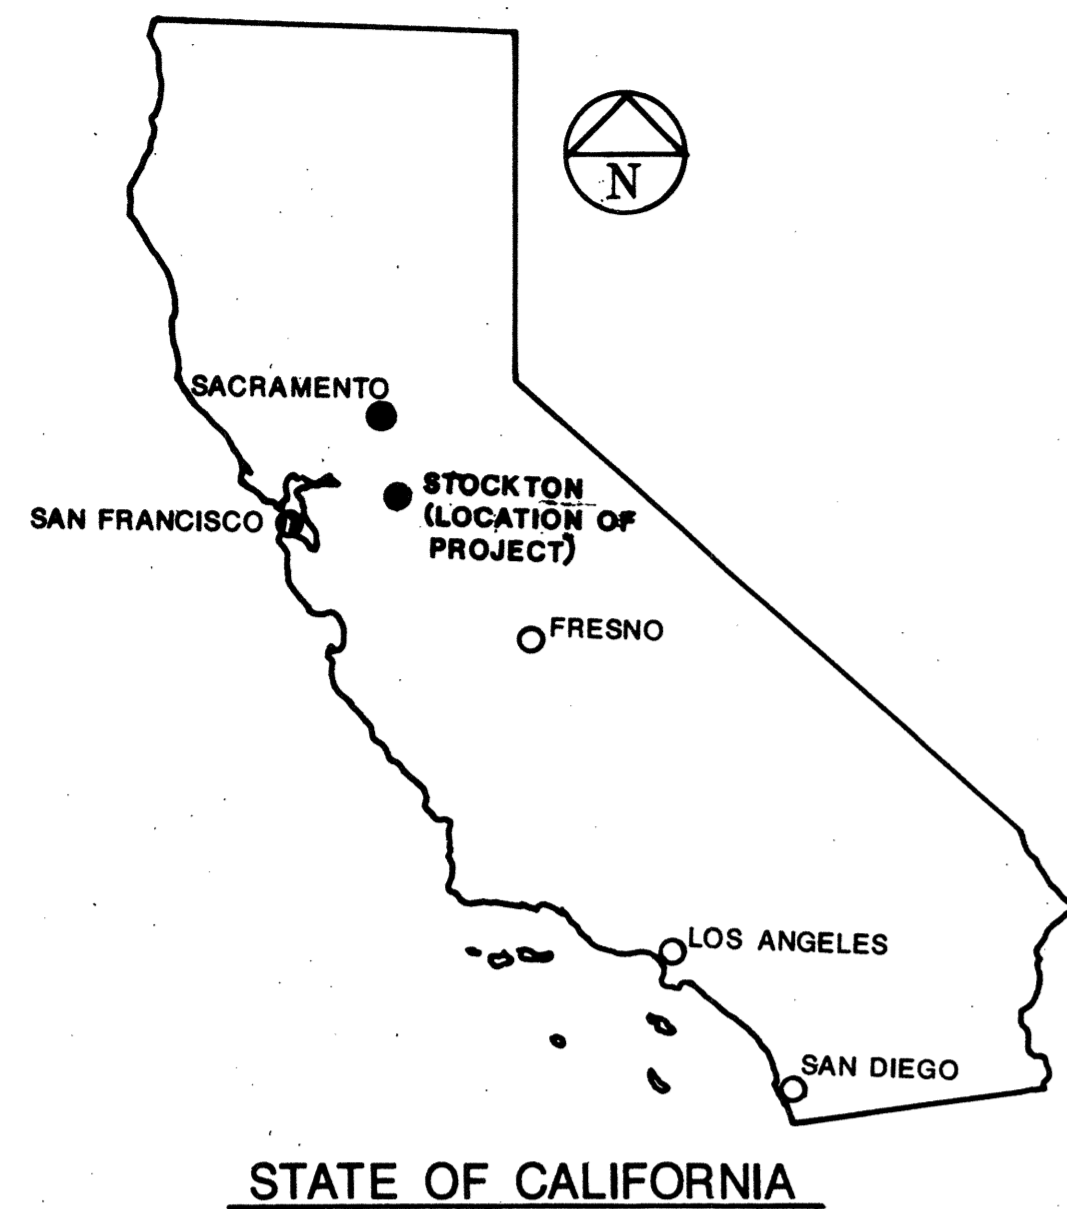 N
SACRAMENTO
STOCKTON
(LOCATION OF
PROJECT)
SAN FRANCISCO
FRESNO
LOS ANGELES
SAN DIEGO
STATE OF CALIFORNIA